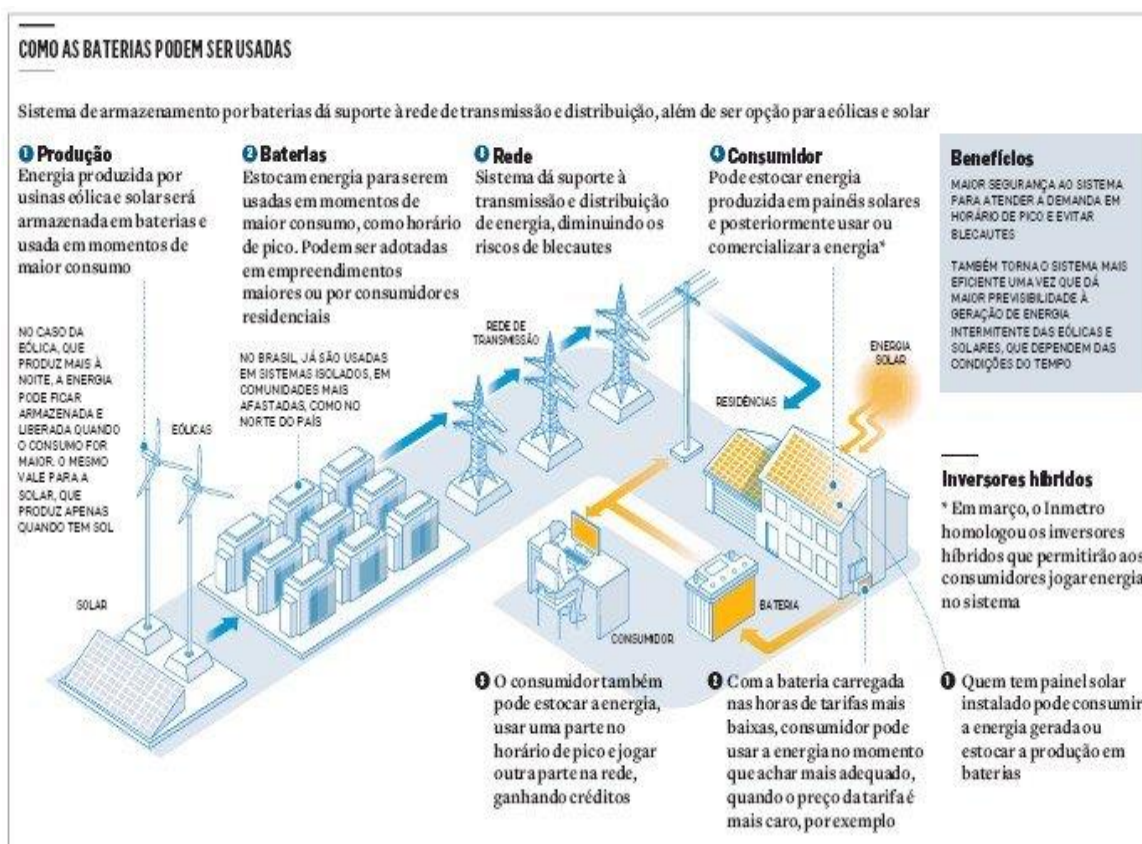 COMO AS BATERIAS PODEM SER USADAS
Sistema de armazenamento por baterias dá suporte à rede de transmissão e distribuição, além de ser opção para eólicas e solar
1 Produção
Energia produzida por
usinas eólica e solar será
armazenada em baterias e
usada em momentos de
maior consumo
NO CASO DA
EÓLICA, QUE
PRODUZ MAIS À
NOITE, A ENERGIA
PODE FICAR
ARMAZENADA E
LIBERADA QUANDO
O CONSUMO FOR
MAIOR. O MESMO
VALE PARA A
SOLAR, QUE
PRODUZ APENAS
QUANDO TEM SOL
EÓLICAS
SOLAR
2 Baterias
Estocam energia para serem
usadas em momentos de
maior consumo, como horário
de pico. Podem ser adotadas
em empreendimentos
maiores ou por consumidores
residenciais
NO BRASIL, JÁ SÃO USADAS
EM SISTEMAS ISOLADOS, EM
COMUNIDADES MAIS
AFASTADAS, COMO NO
NORTE DO PAÍS
3 Rede
Sistema dá suporte à
transmissão e distribuição
de energia, diminuindo os
riscos de blecautes
REDE DE
TRANSMISSÃO
4 Consumidor
Pode estocar energia
produzida em painéis solares
e posteriormente usar ou
comercializar a energia*
RESIDÊNCIAS
ENERGIA
SOLAR
BATERIA
CONSUMIDOR
Benefícios
MAIOR SEGURANÇA AO SISTEMA
PARA ATENDER A DEMANDA EM
HORÁRIO DE PICO E EVITAR
BLECAUTES
TAMBÉM TORNA O SISTEMA MAIS
EFICIENTE UMA VEZ QUE DÁ
MAIOR PREVISIBILIDADE À
GERAÇÃO DE ENERGIA
INTERMITENTE DAS EÓLICAS E
SOLARES, QUE DEPENDEM DAS
CONDIÇÕES DO TEMPO
Inversores híbridos
* Em março, o Inmetro
homologou os inversores
híbridos que permitirão aos
consumidores jogar energia
no sistema
1 Quem tem painel solar
instalado pode consumir
a energia gerada ou
estocar a produção em
baterias
2 Com a bateria carregada
nas horas de tarifas mais
baixas, consumidor pode
usar a energia no momento
que achar mais adequado,
quando o preço da tarifa é
mais caro, por exemplo
3 O consumidor também
pode estocar a energia,
usar uma parte no
horário de pico e jogar
outra parte na rede,
ganhando créditos